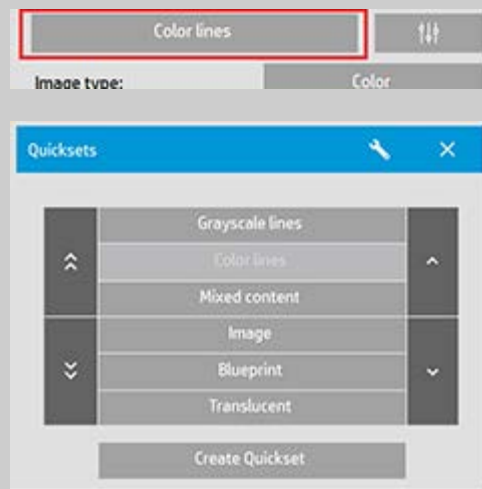 Color lines
Image type:
Color
Quicksets
Grayscale lines
Color lines
Mixed content
Image
Blueprint
Translucent
Create Quickset